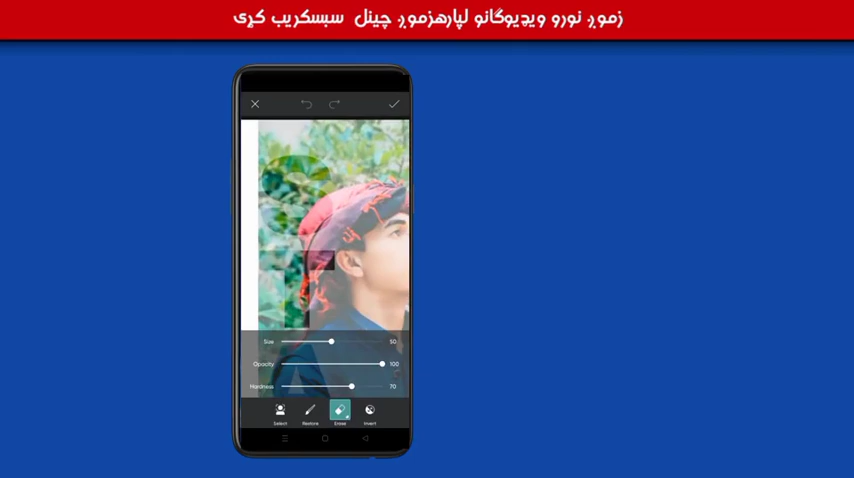 زموږ نورو ویډیوګانو لپارهزموږ چینل سبسکریب کړی
Size 50
Opacity 100
Hardness 70
Select Restore Erase Invert